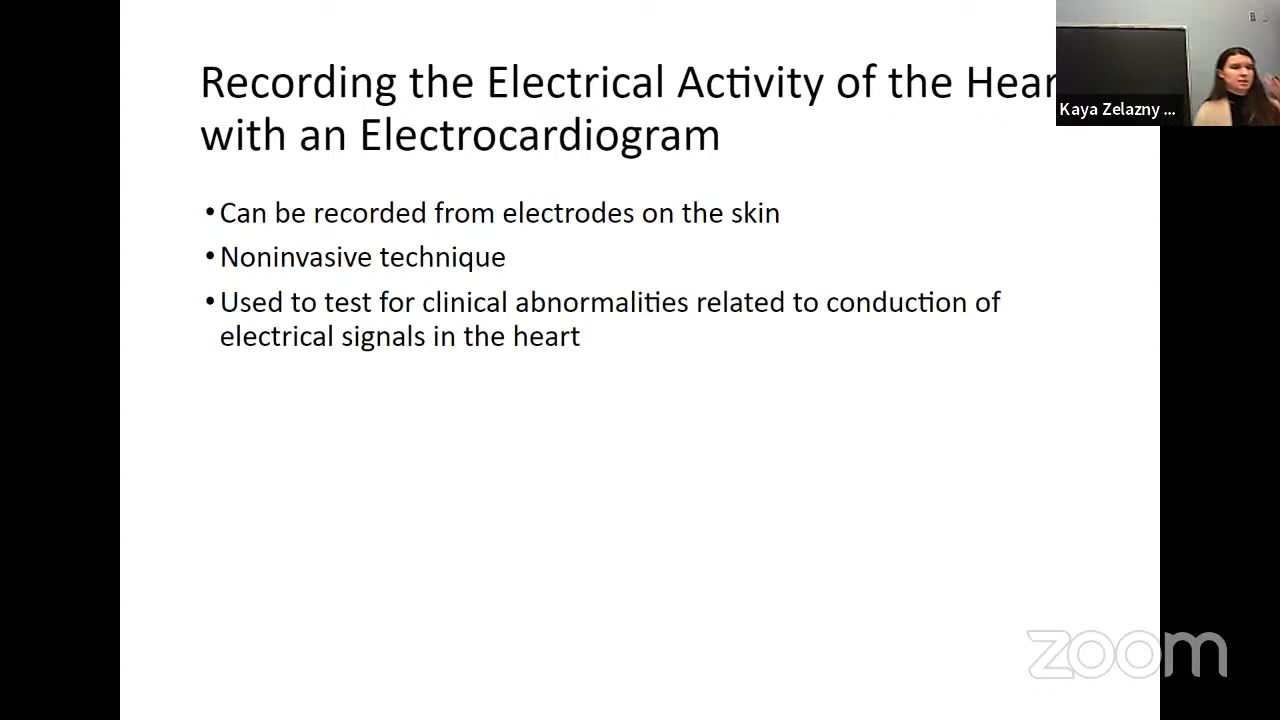 Recording the Electrical Activity of the Hear
with an Electrocardiogram
Kaya Zelazny ...
•Can be recorded from electrodes on the skin
•Noninvasive technique
•Used to test for clinical abnormalities related to conduction of
electrical signals in the heart
zoom